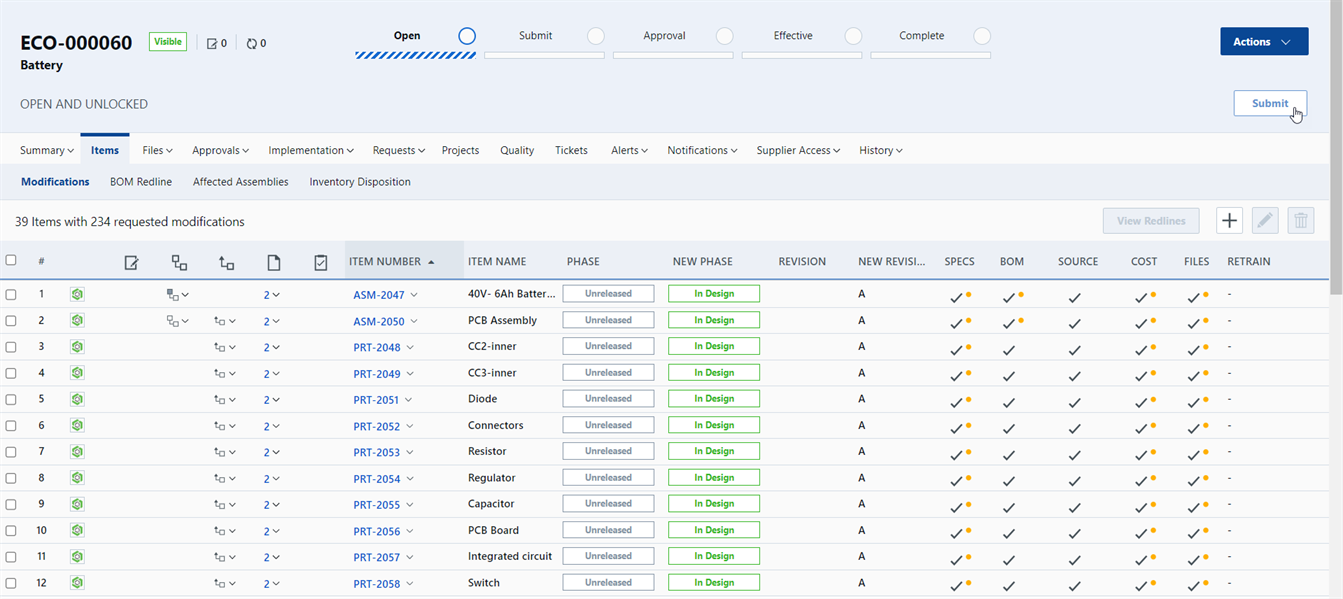 ECO-000060 Visible 0 0
Battery
Open Submit Approval Effective Complete
Actions
OPEN AND UNLOCKED
Submit
Summary Items Files Approvals Implementation Requests Projects Quality Tickets Alerts Notifications Supplier Access History
Modifications BOM Redline Affected Assemblies Inventory Disposition
39 Items with 234 requested modifications View Redlines
# ITEM NUMBER ITEM NAME PHASE NEW PHASE REVISION NEW REVISI... SPECS BOM SOURCE COST FILES RETRAIN
1 2 ASM-2047 40V- 6Ah Batter... Unreleased In Design A -
2 2 ASM-2050 PCB Assembly Unreleased In Design A -
3 2 PRT-2048 CC2-inner Unreleased In Design A -
4 2 PRT-2049 CC3-inner Unreleased In Design A -
5 2 PRT-2051 Diode Unreleased In Design A -
6 2 PRT-2052 Connectors Unreleased In Design A -
7 2 PRT-2053 Resistor Unreleased In Design A -
8 2 PRT-2054 Regulator Unreleased In Design A -
9 2 PRT-2055 Capacitor Unreleased In Design A -
10 2 PRT-2056 PCB Board Unreleased In Design A -
11 2 PRT-2057 Integrated circuit Unreleased In Design A -
12 2 PRT-2058 Switch Unreleased In Design A -